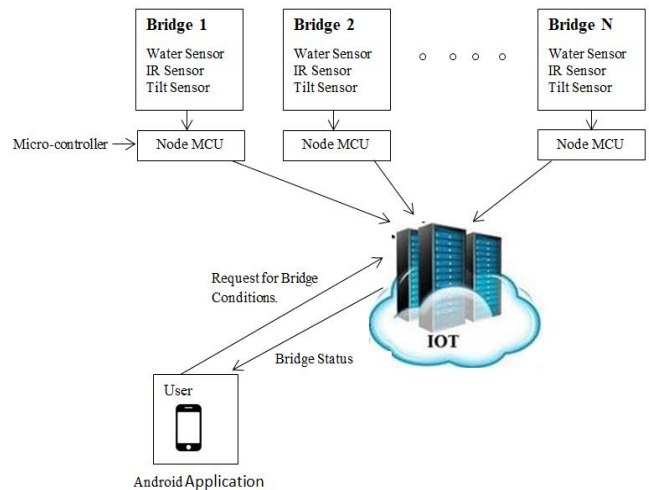 Bridge 1
Water Sensor
IR Sensor
Tilt Sensor
Bridge 2
Water Sensor
IR Sensor
Tilt Sensor
Bridge N
Water Sensor
IR Sensor
Tilt Sensor
Micro-controller
Node MCU
Node MCU
Node MCU
Request for Bridge
Conditions.
IOT
Bridge Status
User
Android Application